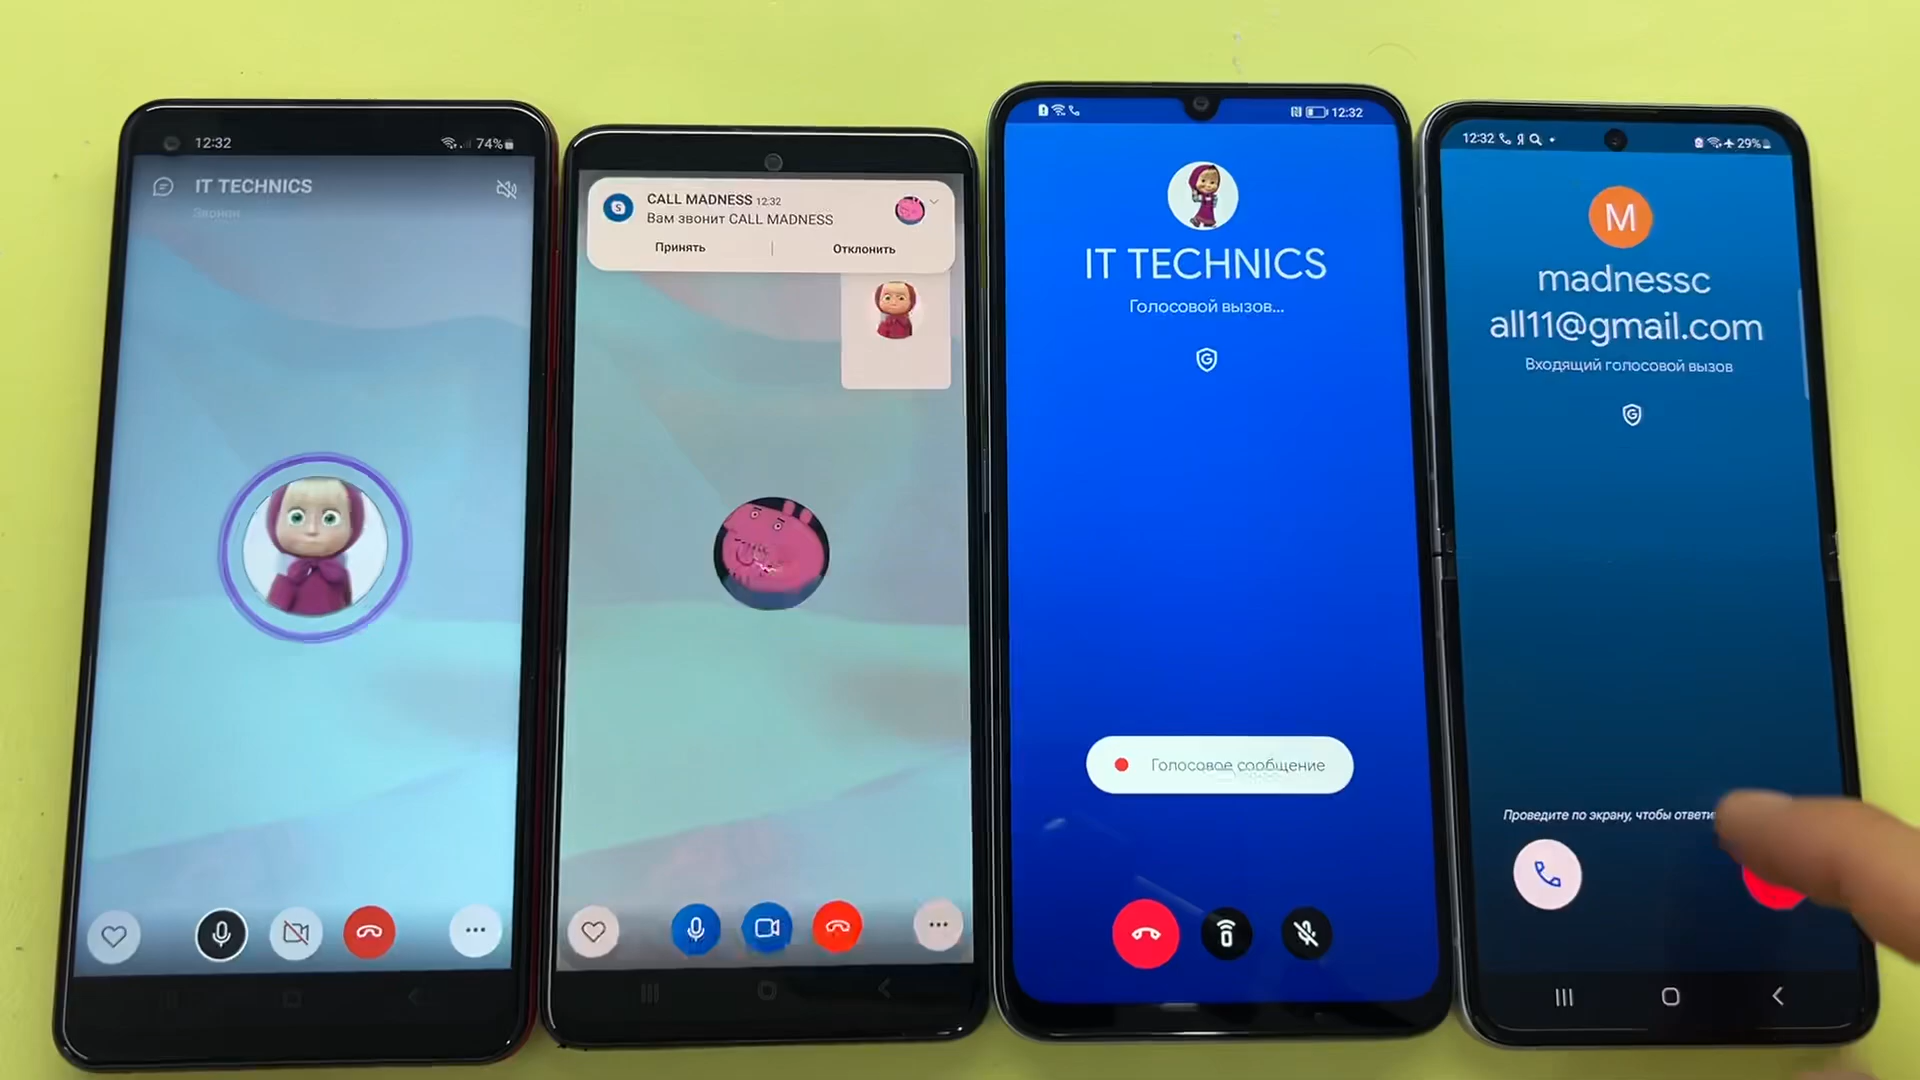 12:32
74%
IT TECHNICS
Звонок
CALL MADNESS 12:32
Вам звонит CALL MADNESS
Принять
Отклонить
12:32
IT TECHNICS
Голосовой вызов...
Голосовое сообщение
12:32
29%
M
madnessc
all11@gmail.com
Входящий голосовой вызов
Проведите по экрану, чтобы